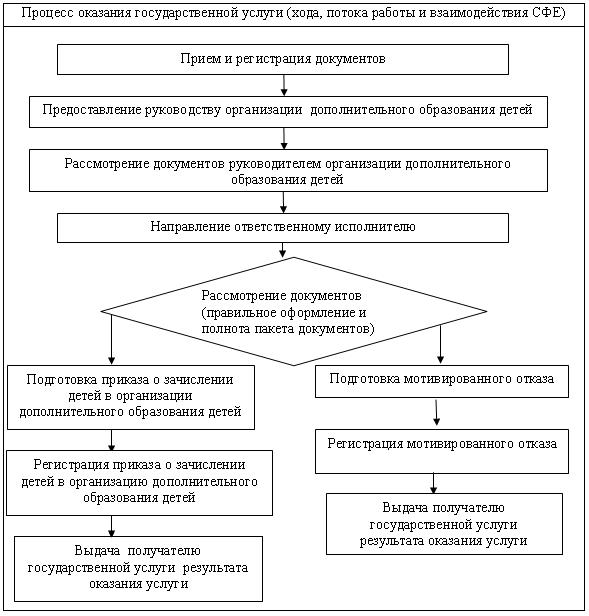 Процесс оказания государственной услуги (хода, потока работы и взаимодействия СФЕ)
Прием и регистрация документов
Предоставление руководству организации дополнительного образования детей
Рассмотрение документов руководителем организации дополнительного
образования детей
Направление ответственному исполнителю
Рассмотрение документов
(правильное оформление и
полнота пакета документов)
Подготовка приказа о зачислении
детей в организации
дополнительного образования детей
Регистрация приказа о зачислении
детей в организацию дополнительного
образования детей
Выдача получателю
государственной услуги результата
оказания услуги
Подготовка мотивированного отказа
Регистрация мотивированного отказа
Выдача получателю
государственной услуги
результата оказания услуги